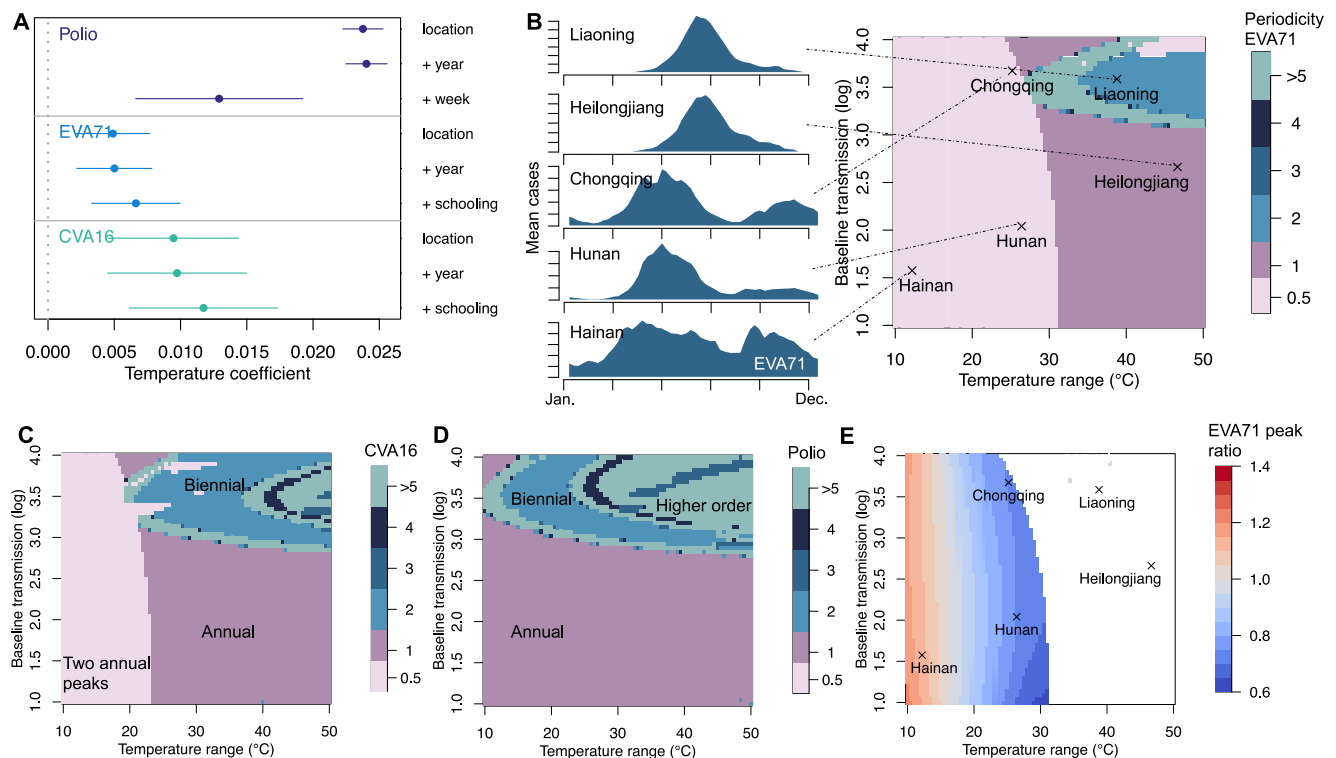 A
Polio
location
+ year
+ week
EVA71
location
+ year
+ schooling
CVA16
location
+ year
+ schooling
0.000 0.005 0.010 0.015 0.020 0.025
Temperature coefficient
B
Mean cases
Liaoning
Heilongjiang
Chongqing
Hunan
Hainan
EVA71
Jan. Dec.
Baseline transmission (log)
4.0
3.5
3.0
2.5
2.0
1.5
1.0
Chongqing
Liaoning
Heilongjiang
Hunan
Hainan
10 20 30 40 50
Temperature range (°C)
Periodicity
EVA71
>5
4
3
2
1
0.5
C
Baseline transmission (log)
4.0
3.5
3.0
2.5
2.0
1.5
1.0
Biennial
Annual
Two annual
peaks
10 20 30 40 50
Temperature range (°C)
CVA16
>5
4
3
2
1
0.5
D
Baseline transmission (log)
4.0
3.5
3.0
2.5
2.0
1.5
1.0
Biennial
Higher order
Annual
10 20 30 40 50
Temperature range (°C)
Polio
>5
4
3
2
1
0.5
E
Baseline transmission (log)
4.0
3.5
3.0
2.5
2.0
1.5
1.0
Chongqing
Liaoning
Heilongjiang
Hunan
Hainan
10 20 30 40 50
Temperature range (°C)
EVA71 peak
ratio
1.4
1.2
1.0
0.8
0.6